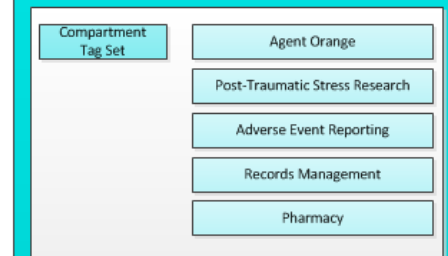 Compartment
Tag Set
Agent Orange
Post-Traumatic Stress Research
Adverse Event Reporting
Records Management
Pharmacy